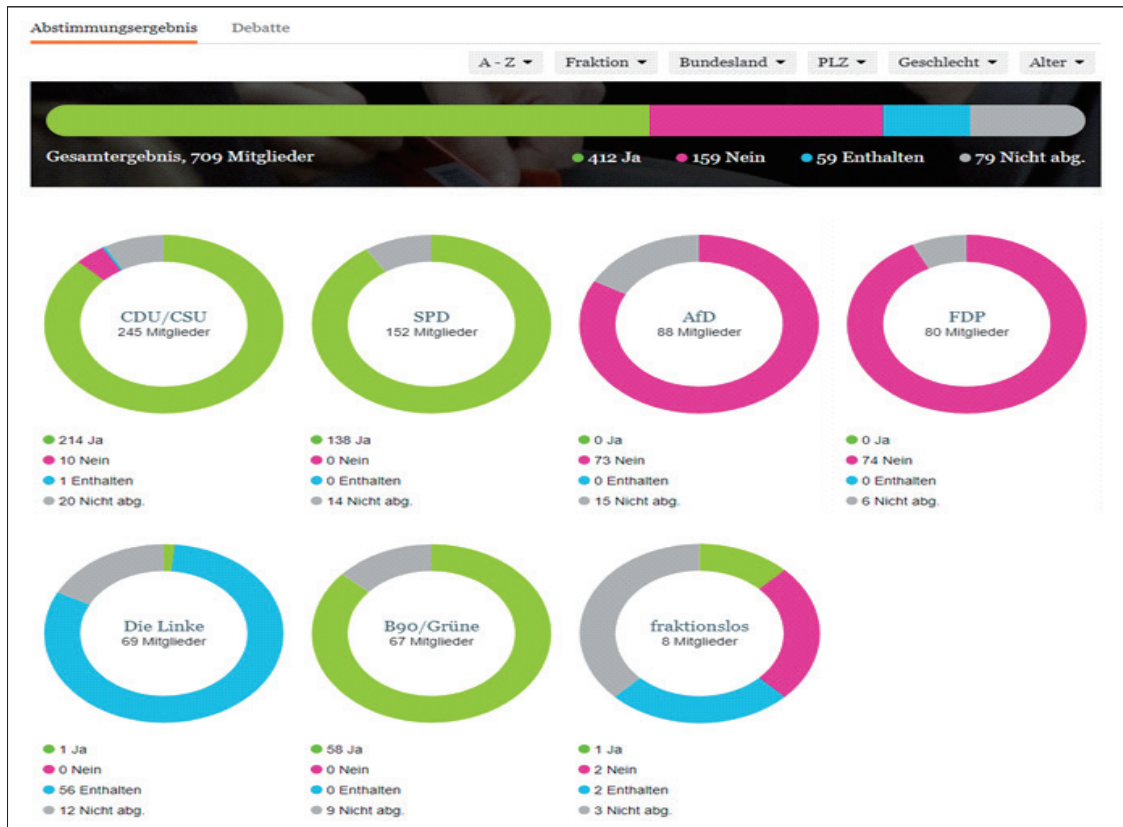 Abstimmungsergebnis Debatte
A - Z Fraktion Bundesland PLZ Geschlecht Alter
Gesamtergebnis, 709 Mitglieder 412 Ja 159 Nein 59 Enthalten 79 Nicht abg.
CDU/CSU
245 Mitglieder
214 Ja
10 Nein
1 Enthalten
20 Nicht abg.
SPD
152 Mitglieder
138 Ja
0 Nein
0 Enthalten
14 Nicht abg.
AfD
88 Mitglieder
0 Ja
73 Nein
0 Enthalten
15 Nicht abg.
FDP
80 Mitglieder
0 Ja
74 Nein
0 Enthalten
6 Nicht abg.
Die Linke
69 Mitglieder
1 Ja
0 Nein
56 Enthalten
12 Nicht abg.
B90/Grüne
67 Mitglieder
58 Ja
0 Nein
0 Enthalten
9 Nicht abg.
fraktionslos
8 Mitglieder
1 Ja
2 Nein
2 Enthalten
3 Nicht abg.